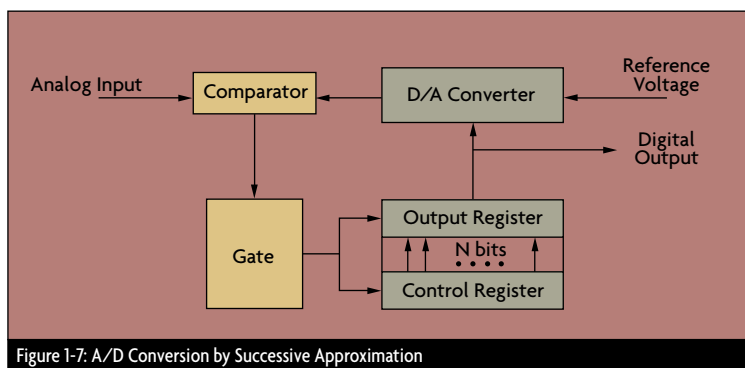 Analog Input
Comparator
D/A Converter
Reference
Voltage
Digital
Output
Gate
Output Register
N bits
Control Register
Figure 1-7: A/D Conversion by Successive Approximation